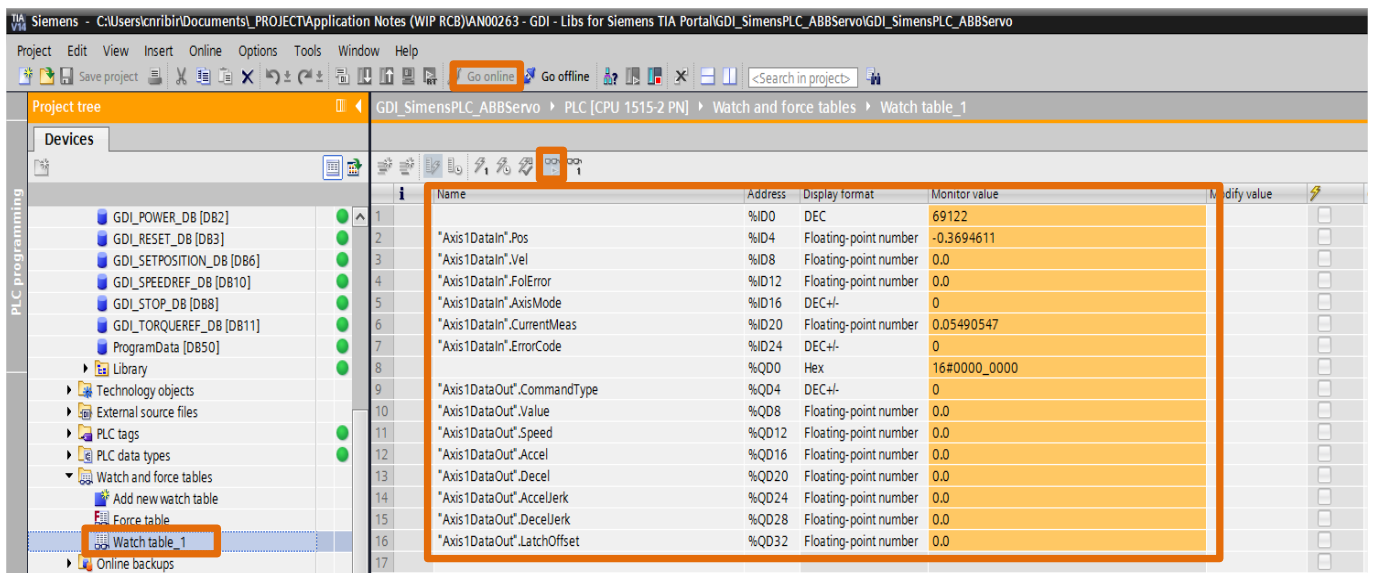 TIA V14 Siemens - C:\Users\cnribir\Documents\_PROJECT\Application Notes (WIP RCB)\AN00263 - GDI - Libs for Siemens TIA Portal\GDI_SimensPLC_ABBServo\GDI_SimensPLC_ABBServo
Project Edit View Insert Online Options Tools Window Help
Save project Go online Go offline <Search in project>
Project tree
GDI_SimensPLC_ABBServo PLC [CPU 1515-2 PN] Watch and force tables Watch table_1
Devices
PLC programming
i Name Address Display format Monitor value Modify value
GDI_POWER_DB [DB2]
GDI_RESET_DB [DB3]
GDI_SETPOSITION_DB [DB6]
GDI_SPEEDREF_DB [DB10]
GDI_STOP_DB [DB8]
GDI_TORQUEREF_DB [DB11]
ProgramData [DB50]
Library
Technology objects
External source files
PLC tags
PLC data types
Watch and force tables
Add new watch table
Force table
Watch table_1
Online backups
1 %ID0 DEC 69122
2 "Axis1DataIn".Pos %ID4 Floating-point number -0.3694611
3 "Axis1DataIn".Vel %ID8 Floating-point number 0.0
4 "Axis1DataIn".FolError %ID12 Floating-point number 0.0
5 "Axis1DataIn".AxisMode %ID16 DEC+/- 0
6 "Axis1DataIn".CurrentMeas %ID20 Floating-point number 0.05490547
7 "Axis1DataIn".ErrorCode %ID24 DEC+/- 0
8 %QD0 Hex 16#0000_0000
9 "Axis1DataOut".CommandType %QD4 DEC+/- 0
10 "Axis1DataOut".Value %QD8 Floating-point number 0.0
11 "Axis1DataOut".Speed %QD12 Floating-point number 0.0
12 "Axis1DataOut".Accel %QD16 Floating-point number 0.0
13 "Axis1DataOut".Decel %QD20 Floating-point number 0.0
14 "Axis1DataOut".AccelJerk %QD24 Floating-point number 0.0
15 "Axis1DataOut".DecelJerk %QD28 Floating-point number 0.0
16 "Axis1DataOut".LatchOffset %QD32 Floating-point number 0.0
17